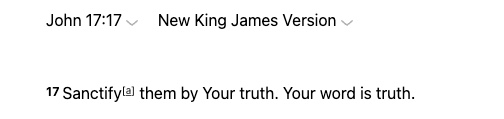 John 17:17 New King James Version
17 Sanctify[a] them by Your truth. Your word is truth.